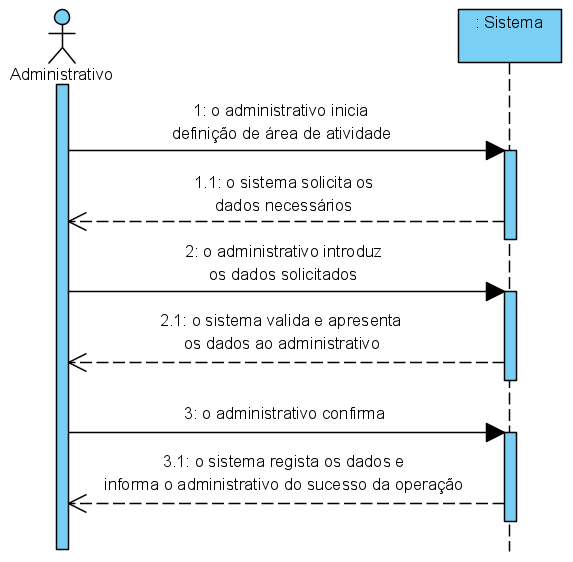 : Sistema
Administrativo
1: o administrativo inicia
definição de área de atividade
1.1: o sistema solicita os
dados necessários
2: o administrativo introduz
os dados solicitados
2.1: o sistema valida e apresenta
os dados ao administrativo
3: o administrativo confirma
3.1: o sistema regista os dados e
informa o administrativo do sucesso da operação